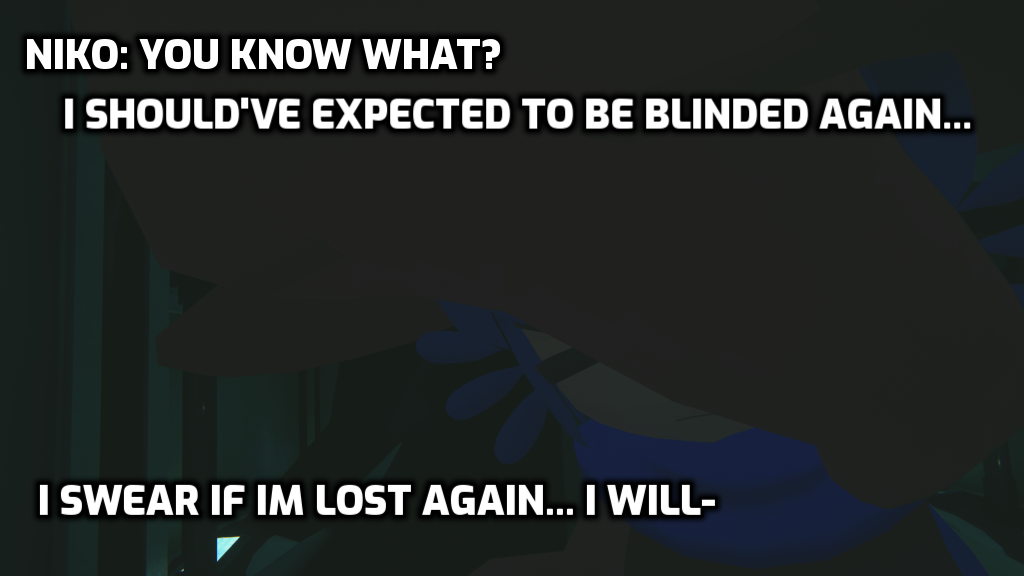 NIKO: YOU KNOW WHAT?
I SHOULD'VE EXPECTED TO BE BLINDED AGAIN...
I SWEAR IF IM LOST AGAIN... I WILL-